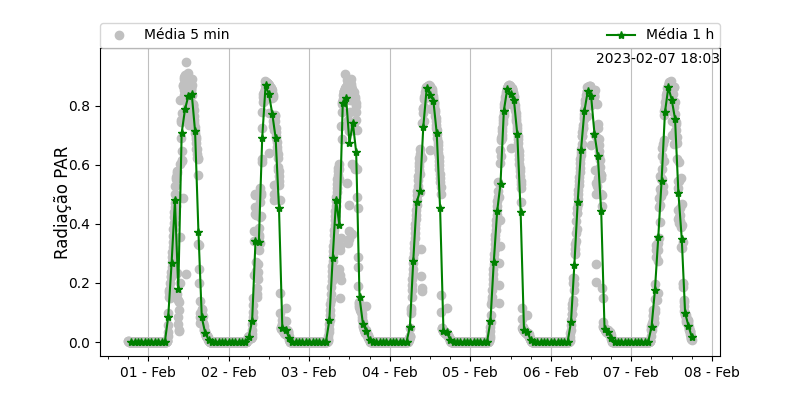 Média 5 min
Média 1 h
2023-02-07 18:03
Radiação PAR
0.8
0.6
0.4
0.2
0.0
01 - Feb
02 - Feb
03 - Feb
04 - Feb
05 - Feb
06 - Feb
07 - Feb
08 - Feb